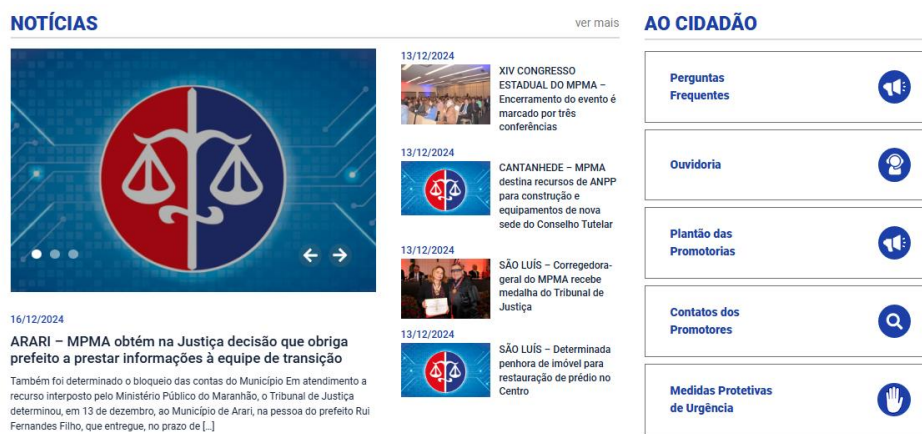 NOTÍCIAS
ver mais
16/12/2024
ARARI – MPMA obtém na Justiça decisão que obriga
prefeito a prestar informações à equipe de transição
Também foi determinado o bloqueio das contas do Município Em atendimento a
recurso interposto pelo Ministério Público do Maranhão, o Tribunal de Justiça
determinou, em 13 de dezembro, ao Município de Arari, na pessoa do prefeito Rui
Fernandes Filho, que entregue, no prazo de [...]
13/12/2024
XIV CONGRESSO
ESTADUAL DO MPMA –
Encerramento do evento é
marcado por três
conferências
13/12/2024
CANTANHEDE – MPMA
destina recursos de ANPP
para construção e
equipamentos de nova
sede do Conselho Tutelar
13/12/2024
SÃO LUÍS – Corregedora-
geral do MPMA recebe
medalha do Tribunal de
Justiça
13/12/2024
SÃO LUÍS – Determinada
penhora de imóvel para
restauração de prédio no
Centro
AO CIDADÃO
Perguntas
Frequentes
Ouvidoria
Plantão das
Promotorias
Contatos dos
Promotores
Medidas Protetivas
de Urgência